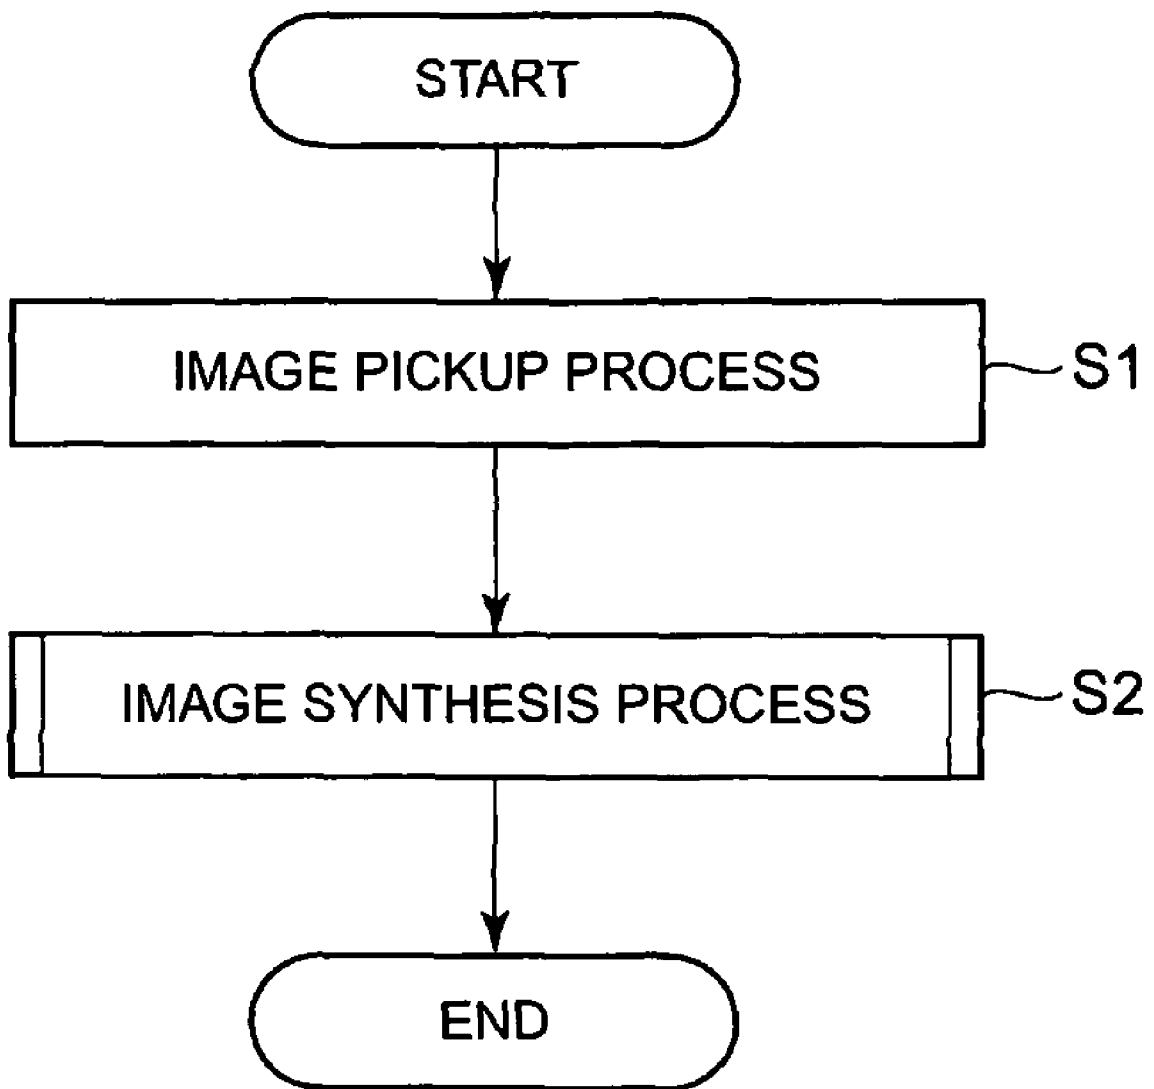 START
IMAGE PICKUP PROCESS
S1
IMAGE SYNTHESIS PROCESS
S2
END